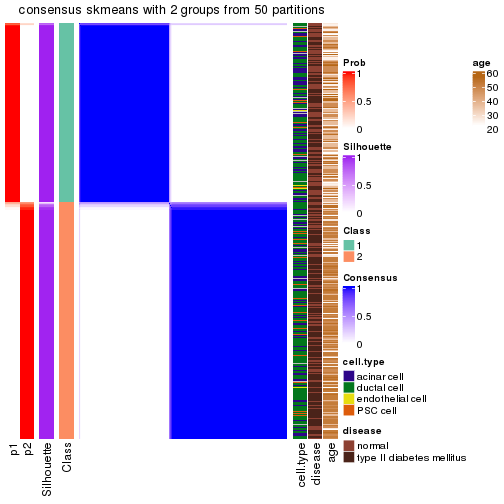 consensus skmeans with 2 groups from 50 partitions
Prob
1
0.5
0
Silhouette
1
0.5
0
Class
1
2
Consensus
1
0.5
0
cell.type
acinar cell
ductal cell
endothelial cell
PSC cell
disease
normal
type II diabetes mellitus
age
60
50
40
30
20
p1
p2
Silhouette
Class
cell.type
disease
age